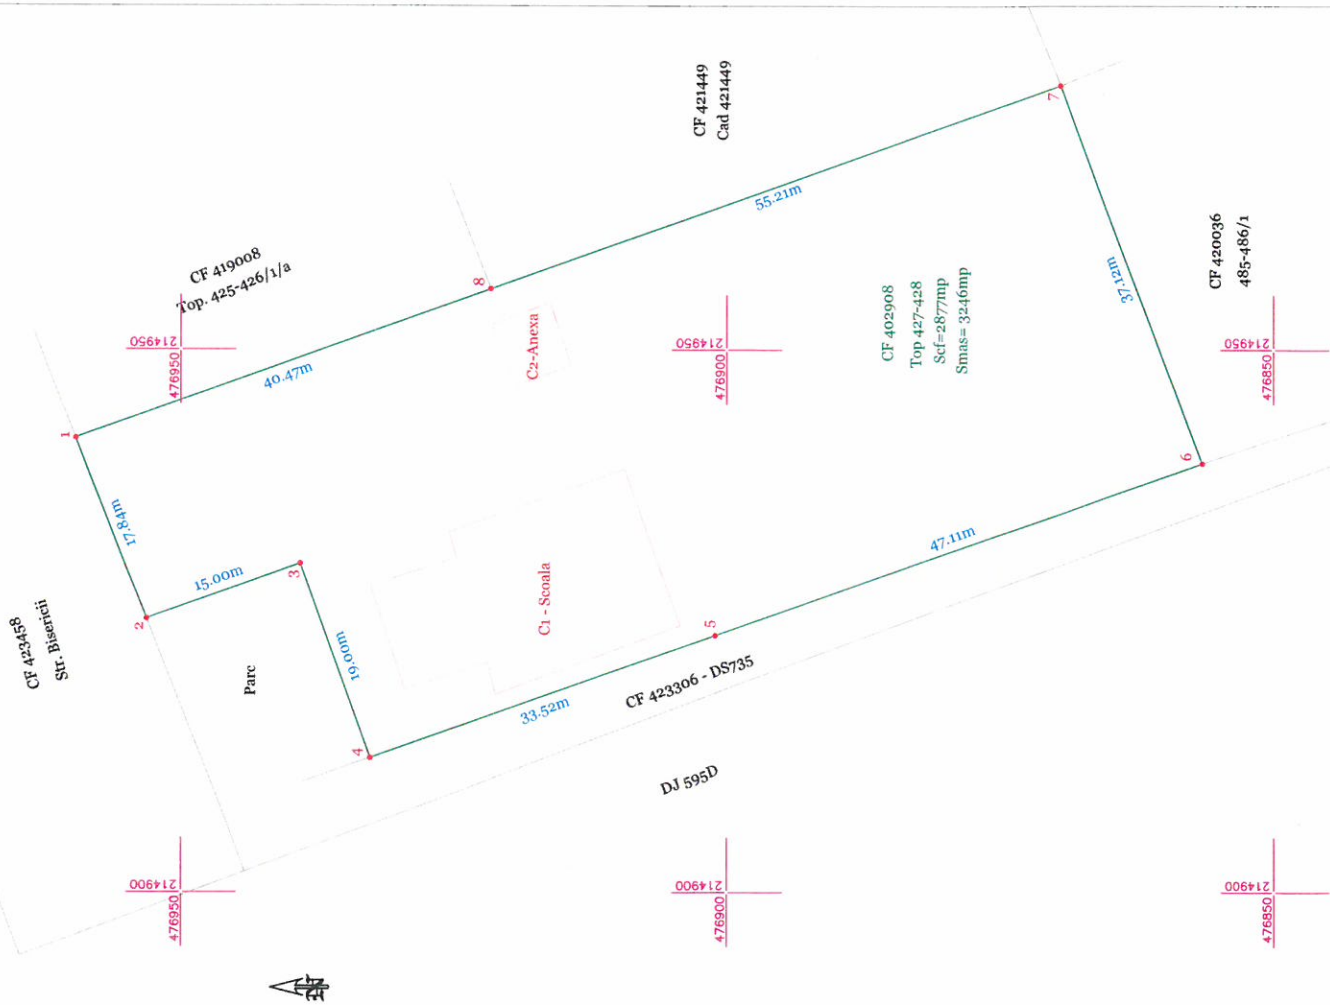 CF 423458
Str. Bisericii
CF 419008
Top. 425-426/1/a
CF 421449
Cad 421449
CF 420036
485-486/1
Parc
C1 - Scoala
C2-Anexa
CF 402908
Top 427-428
Scf=2877mp
Smas= 3246mp
CF 423306 - DS735
DJ 595D
1
2
3
4
5
6
7
8
17.84m
15.00m
19.00m
33.52m
47.11m
37.12m
55.21m
40.47m
214950
476950
214950
476900
214950
476850
214900
476950
214900
476900
214900
476850
N